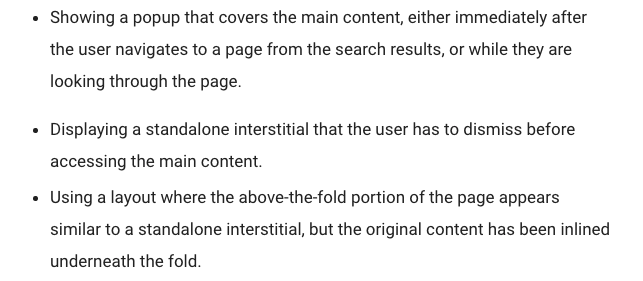 • Showing a popup that covers the main content, either immediately after
the user navigates to a page from the search results, or while they are
looking through the page.
• Displaying a standalone interstitial that the user has to dismiss before
accessing the main content.
• Using a layout where the above-the-fold portion of the page appears
similar to a standalone interstitial, but the original content has been inlined
underneath the fold.